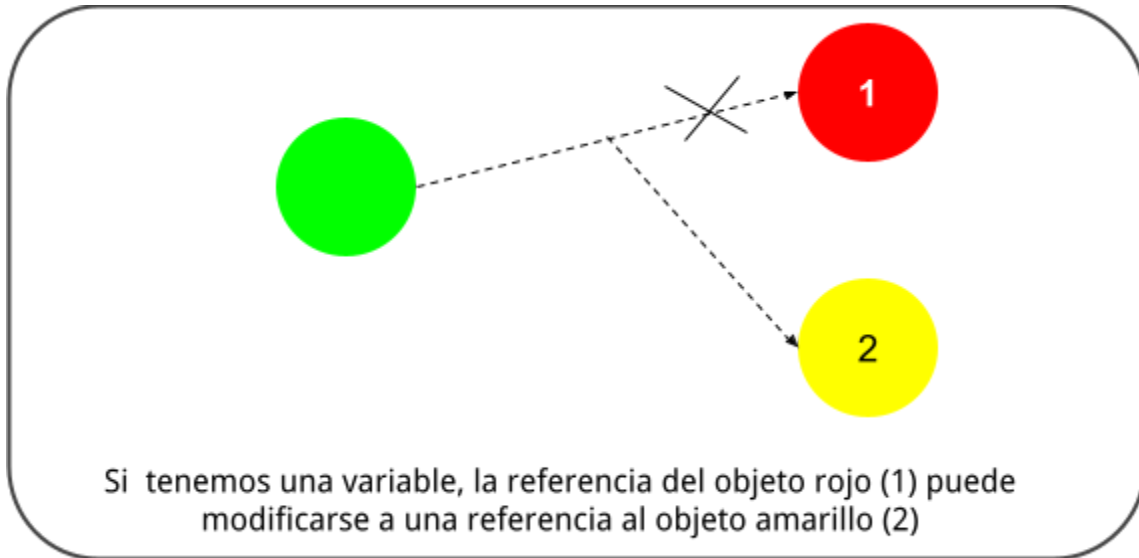 1
2
Si  tenemos una variable, la referencia del objeto rojo (1) puede
modificarse a una referencia al objeto amarillo (2)